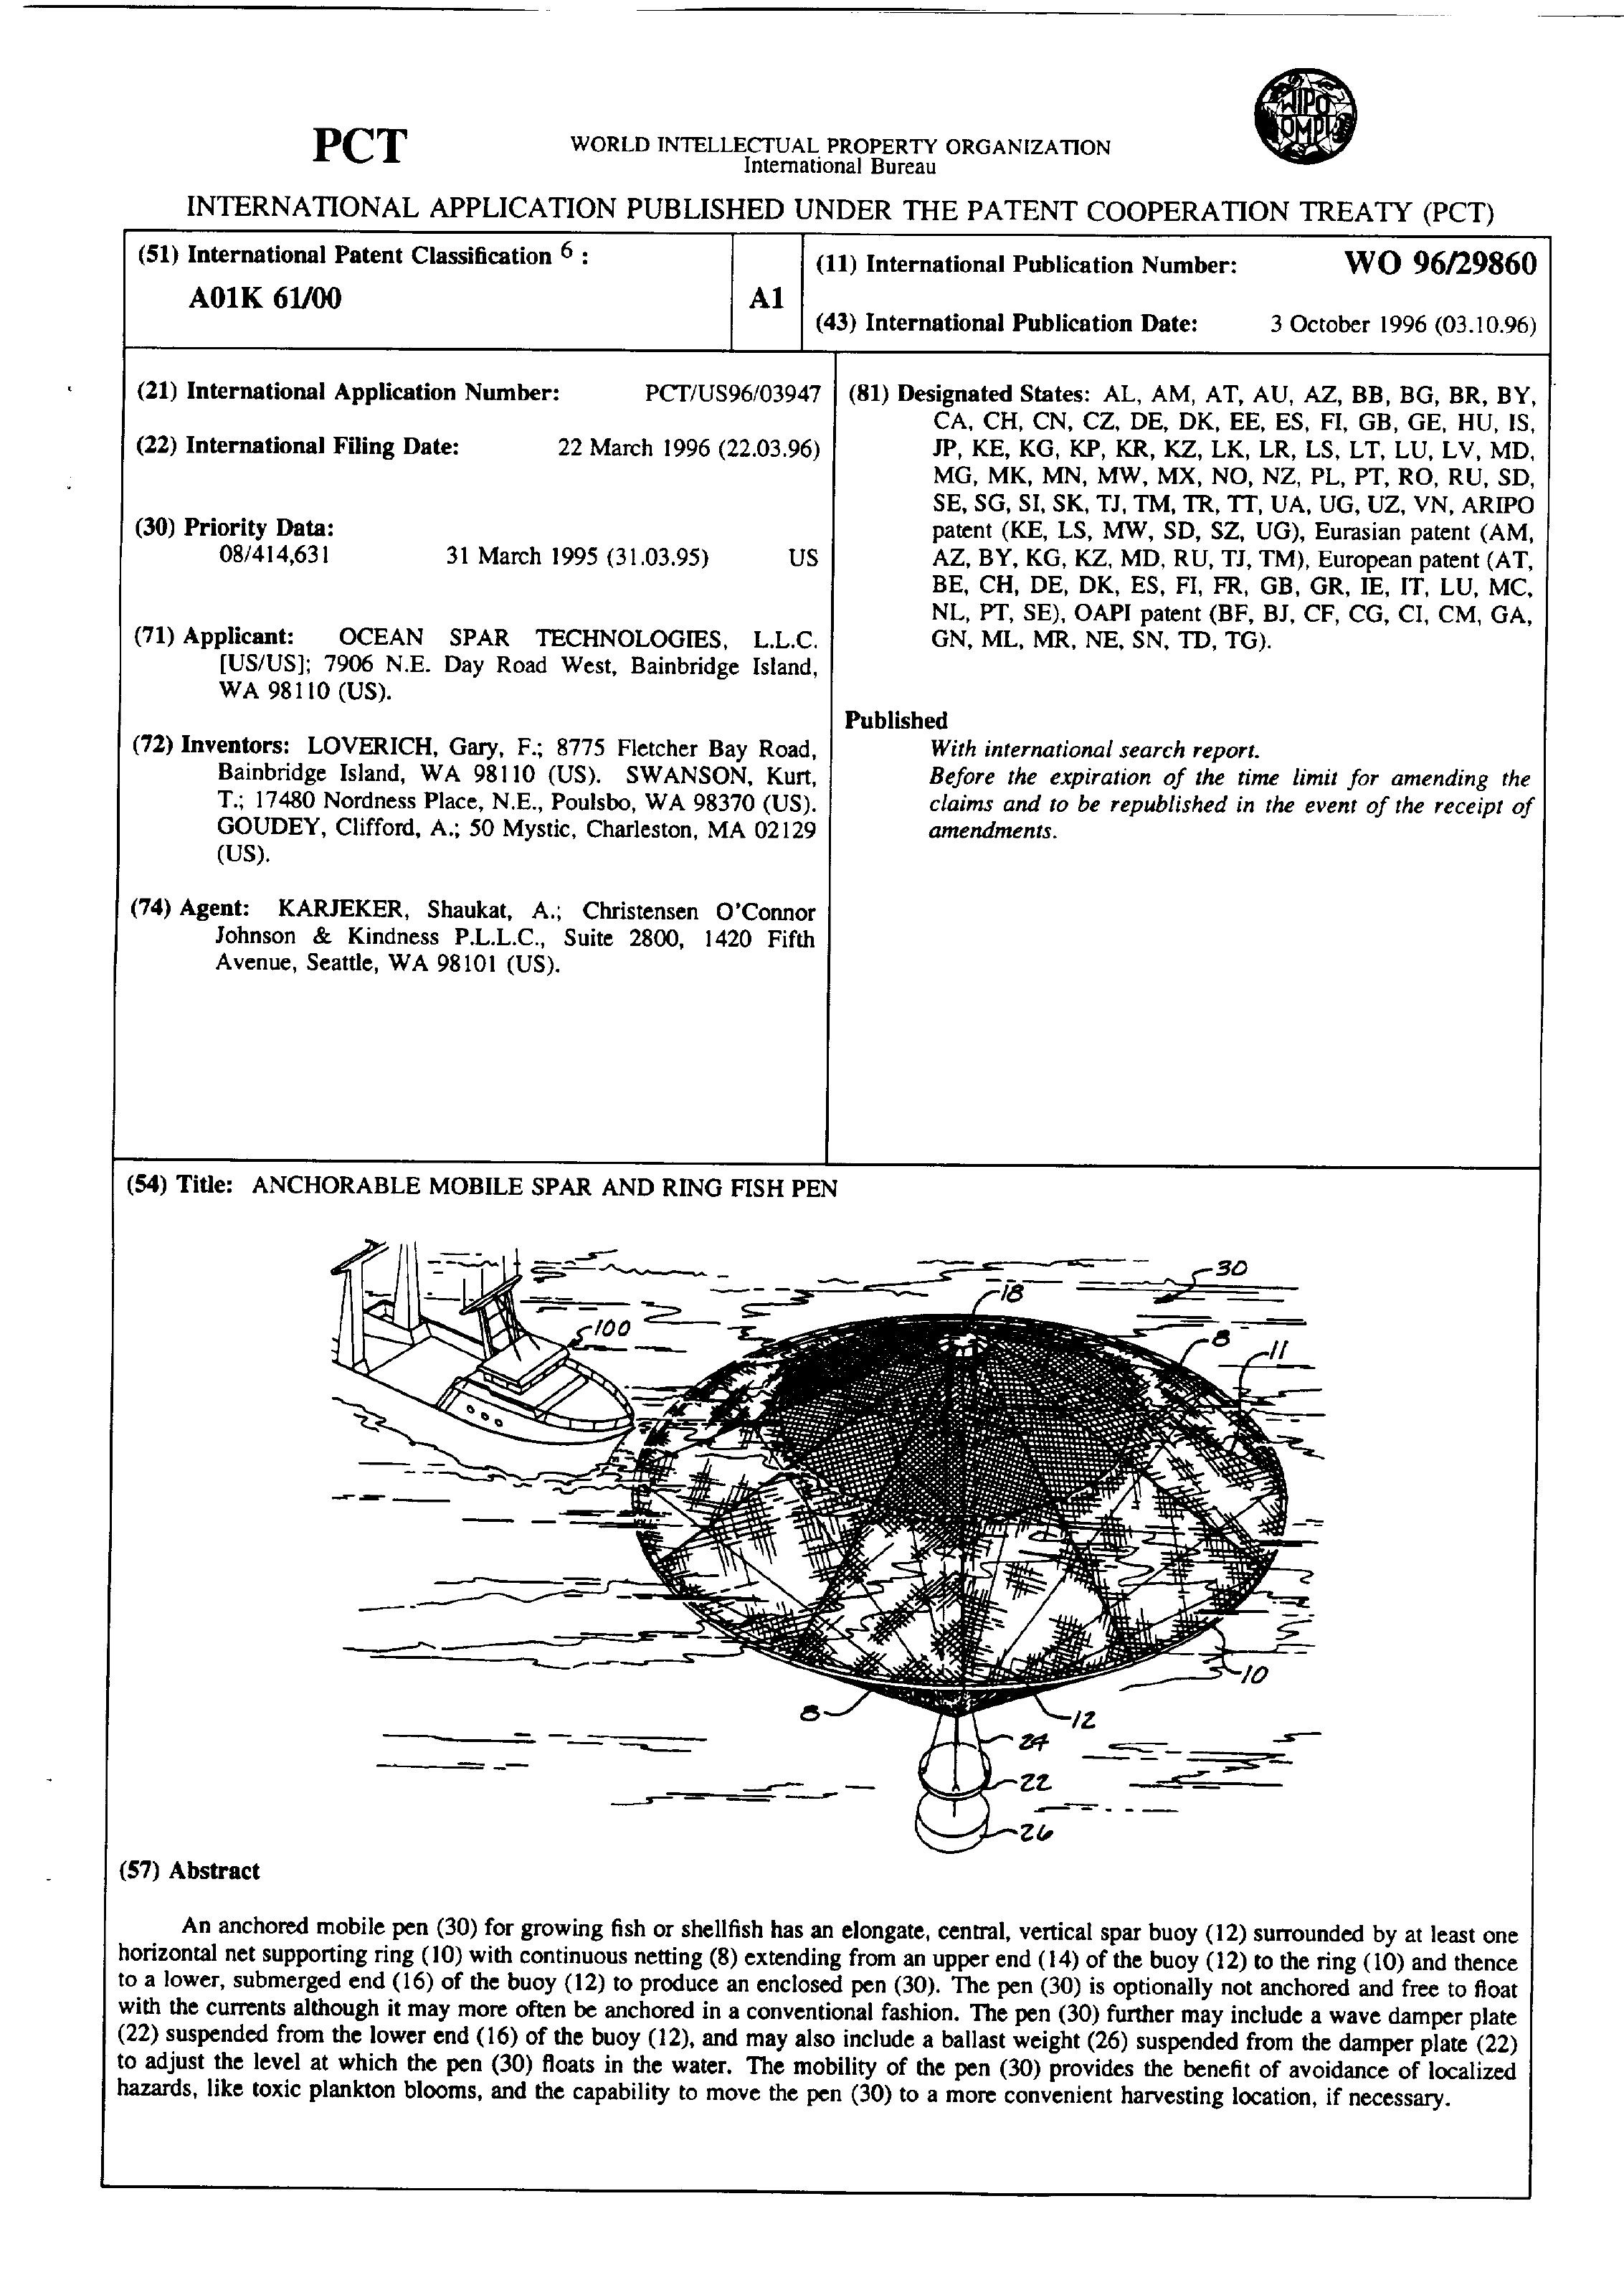 PCT
WORLD INTELLECTUAL PROPERTY ORGANIZATION
International Bureau
WIPO
OMPI
INTERNATIONAL APPLICATION PUBLISHED UNDER THE PATENT COOPERATION TREATY (PCT)
(51) International Patent Classification 6 :
A01K 61/00
A1
(11) International Publication Number: WO 96/29860
(43) International Publication Date: 3 October 1996 (03.10.96)
(21) International Application Number: PCT/US96/03947
(22) International Filing Date: 22 March 1996 (22.03.96)
(30) Priority Data:
08/414,631 31 March 1995 (31.03.95) US
(71) Applicant: OCEAN SPAR TECHNOLOGIES, L.L.C.
[US/US]; 7906 N.E. Day Road West, Bainbridge Island,
WA 98110 (US).
(72) Inventors: LOVERICH, Gary, F.; 8775 Fletcher Bay Road,
Bainbridge Island, WA 98110 (US). SWANSON, Kurt,
T.; 17480 Nordness Place, N.E., Poulsbo, WA 98370 (US).
GOUDEY, Clifford, A.; 50 Mystic, Charleston, MA 02129
(US).
(74) Agent: KARJEKER, Shaukat, A.; Christensen O'Connor
Johnson & Kindness P.L.L.C., Suite 2800, 1420 Fifth
Avenue, Seattle, WA 98101 (US).
(81) Designated States: AL, AM, AT, AU, AZ, BB, BG, BR, BY,
CA, CH, CN, CZ, DE, DK, EE, ES, FI, GB, GE, HU, IS,
JP, KE, KG, KP, KR, KZ, LK, LR, LS, LT, LU, LV, MD,
MG, MK, MN, MW, MX, NO, NZ, PL, PT, RO, RU, SD,
SE, SG, SI, SK, TJ, TM, TR, TT, UA, UG, UZ, VN, ARIPO
patent (KE, LS, MW, SD, SZ, UG), Eurasian patent (AM,
AZ, BY, KG, KZ, MD, RU, TJ, TM), European patent (AT,
BE, CH, DE, DK, ES, FI, FR, GB, GR, IE, IT, LU, MC,
NL, PT, SE), OAPI patent (BF, BJ, CF, CG, CI, CM, GA,
GN, ML, MR, NE, SN, TD, TG).
Published
With international search report.
Before the expiration of the time limit for amending the
claims and to be republished in the event of the receipt of
amendments.
(54) Title: ANCHORABLE MOBILE SPAR AND RING FISH PEN
30
18
100
8
11
10
8
12
24
22
26
(57) Abstract
An anchored mobile pen (30) for growing fish or shellfish has an elongate, central, vertical spar buoy (12) surrounded by at least one
horizontal net supporting ring (10) with continuous netting (8) extending from an upper end (14) of the buoy (12) to the ring (10) and thence
to a lower, submerged end (16) of the buoy (12) to produce an enclosed pen (30). The pen (30) is optionally not anchored and free to float
with the currents although it may more often be anchored in a conventional fashion. The pen (30) further may include a wave damper plate
(22) suspended from the lower end (16) of the buoy (12), and may also include a ballast weight (26) suspended from the damper plate (22)
to adjust the level at which the pen (30) floats in the water. The mobility of the pen (30) provides the benefit of avoidance of localized
hazards, like toxic plankton blooms, and the capability to move the pen (30) to a more convenient harvesting location, if necessary.